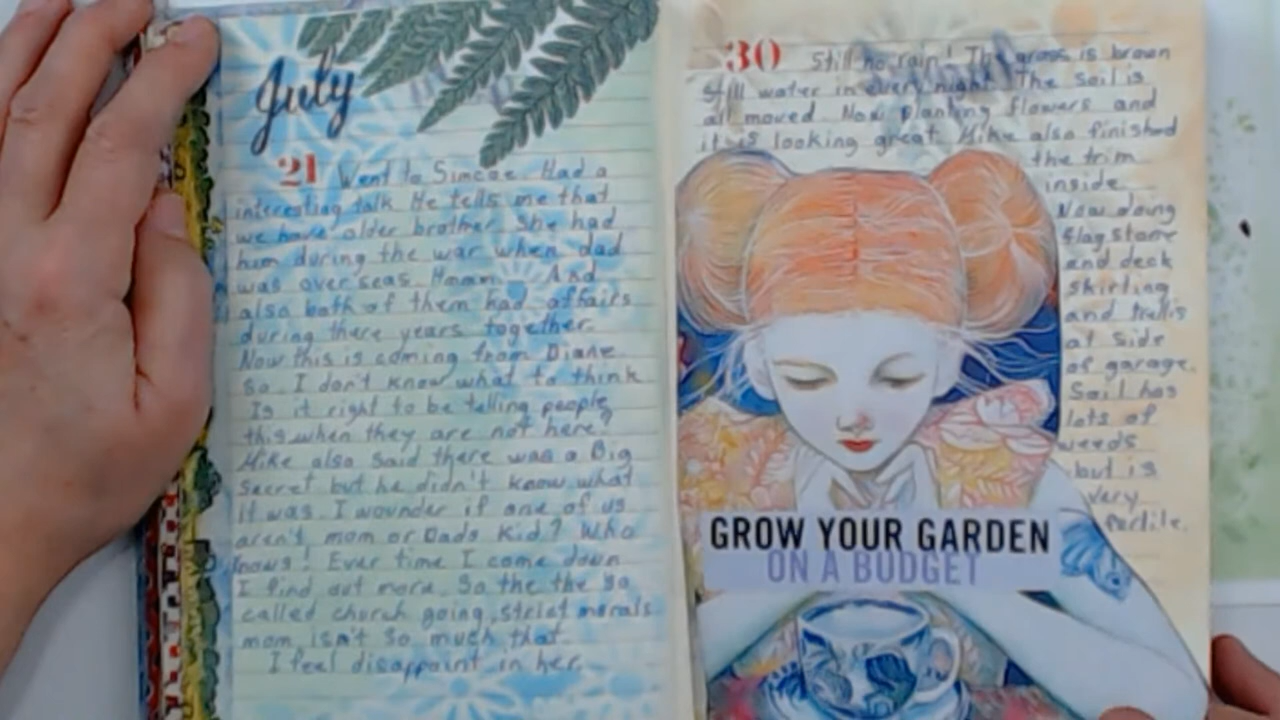 July
21 Went to Simcoe. Had a
interesting talk He tells me that
we have older brother. She had
him during the war when dad
was overseas. Hmmm. And
also both of them had affairs
during there years together.
Now this is coming from Diane
so I don't know what to think
Is it right to be telling people
this when they are not here?
Mike also said there was a Big
secret but he didn't know what
it was. I wounder if one of us
aren't mom or Dads Kid? Who
nows! Ever time I come down
I find out more. So the the so
called church going, strict morals
mom isn't so much that.
I feel disappoint in her.
30 Still no rain! The grass is brown
still water in every night. The soil is
all moved Now planting flowers and
it is looking great. Mike also finished
the trim
inside.
Now doing
flagstone
and deck
skirting
and trellis
at side
of garage.
Soil has
lots of
weeds
but is
very
fertile.
GROW YOUR GARDEN
ON A BUDGET